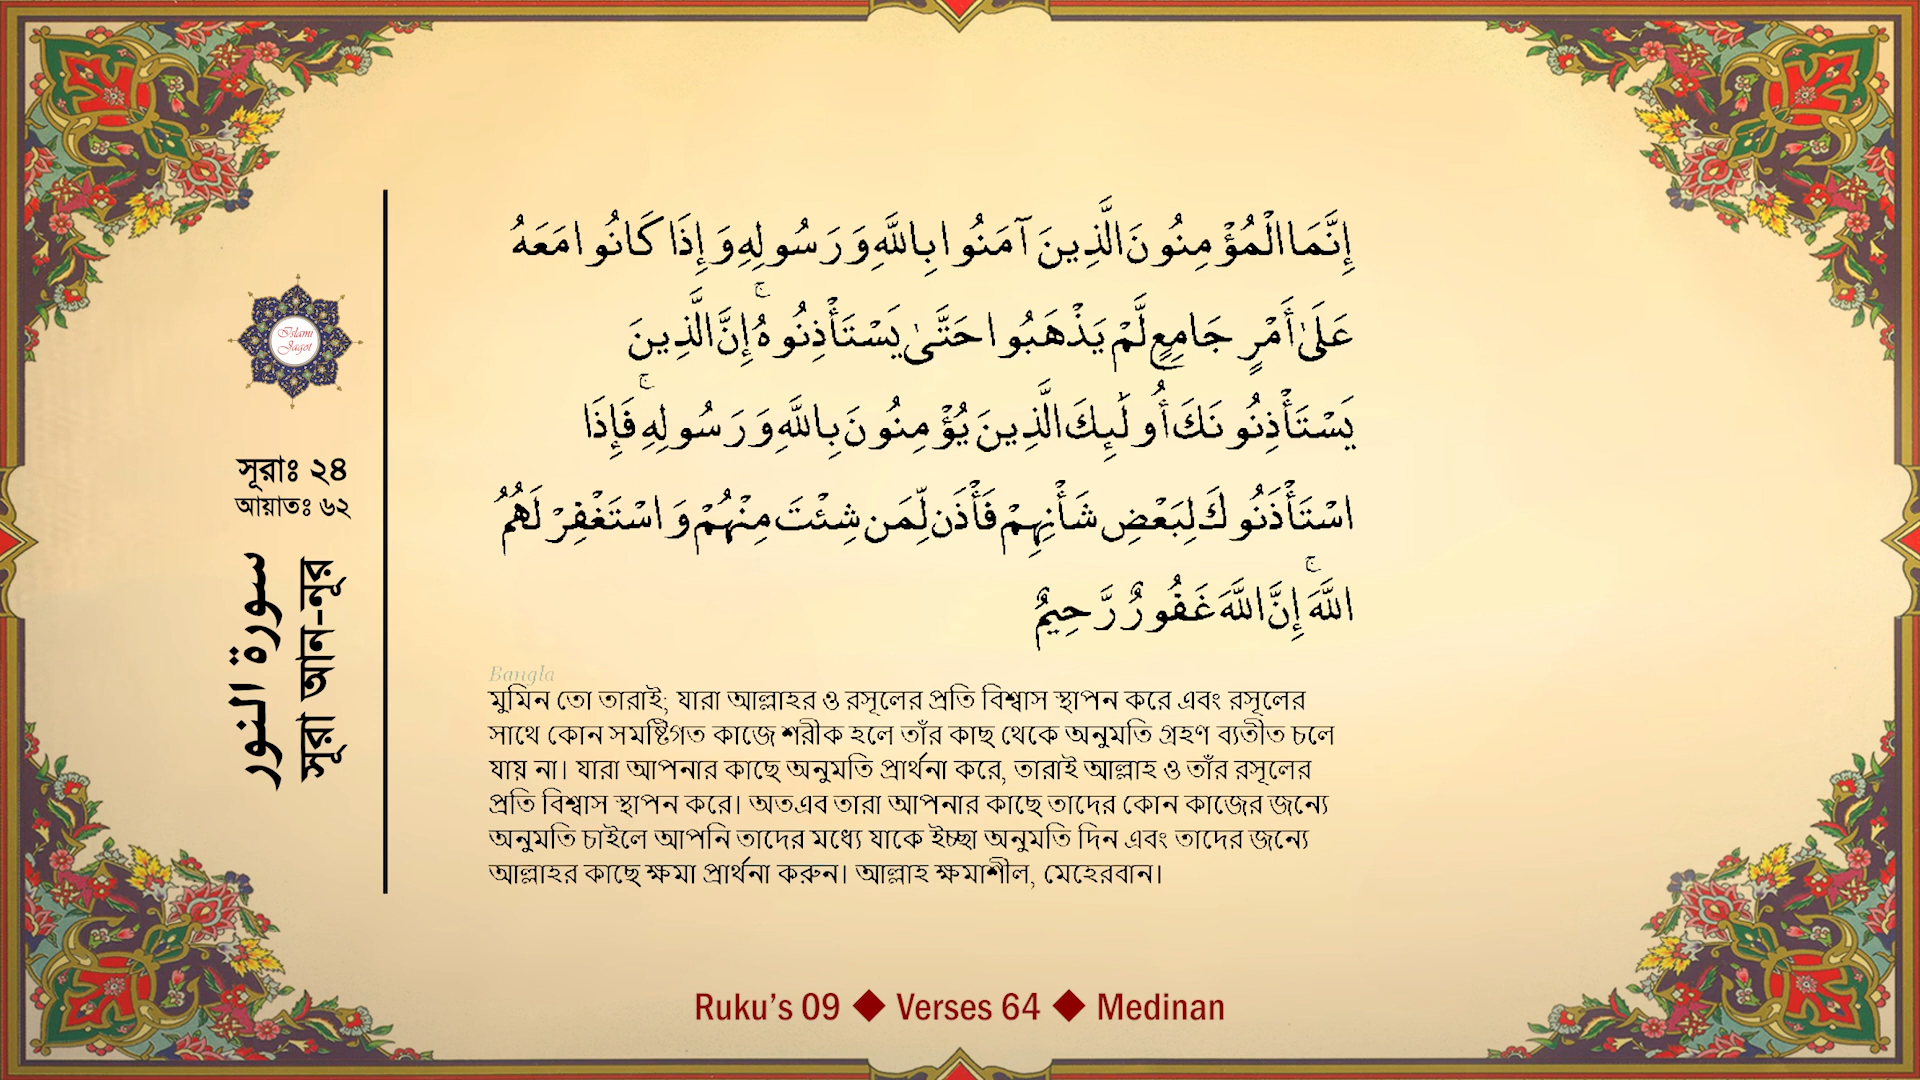 إِنَّمَا الْمُؤْمِنُونَ الَّذِينَ آمَنُوا بِاللَّهِ وَرَسُولِهِ وَإِذَا كَانُوا مَعَهُ
عَلَىٰ أَمْرٍ جَامِعٍ لَّمْ يَذْهَبُوا حَتَّىٰ يَسْتَأْذِنُوهُ ۚ إِنَّ الَّذِينَ
يَسْتَأْذِنُونَكَ أُولَٰئِكَ الَّذِينَ يُؤْمِنُونَ بِاللَّهِ وَرَسُولِهِ ۚ فَإِذَا
اسْتَأْذَنُوكَ لِبَعْضِ شَأْنِهِمْ فَأْذَن لِّمَن شِئْتَ مِنْهُمْ وَاسْتَغْفِرْ لَهُمُ
اللَّهَ ۚ إِنَّ اللَّهَ غَفُورٌ رَّحِيمٌ
Islami
Jagot
সূরাঃ ২৪
আয়াতঃ ৬২
سورة النور
সূরা আন-নূর
Bangla
মুমিন তো তারাই; যারা আল্লাহর ও রসূলের প্রতি বিশ্বাস স্থাপন করে এবং রসূলের
সাথে কোন সমষ্টিগত কাজে শরীক হলে তাঁর কাছ থেকে অনুমতি গ্রহণ ব্যতীত চলে
যায় না। যারা আপনার কাছে অনুমতি প্রার্থনা করে, তারাই আল্লাহ ও তাঁর রসূলের
প্রতি বিশ্বাস স্থাপন করে। অতএব তারা আপনার কাছে তাদের কোন কাজের জন্যে
অনুমতি চাইলে আপনি তাদের মধ্যে যাকে ইচ্ছা অনুমতি দিন এবং তাদের জন্যে
আল্লাহর কাছে ক্ষমা প্রার্থনা করুন। আল্লাহ ক্ষমাশীল, মেহেরবান।
Ruku’s 09 ◆ Verses 64 ◆ Medinan